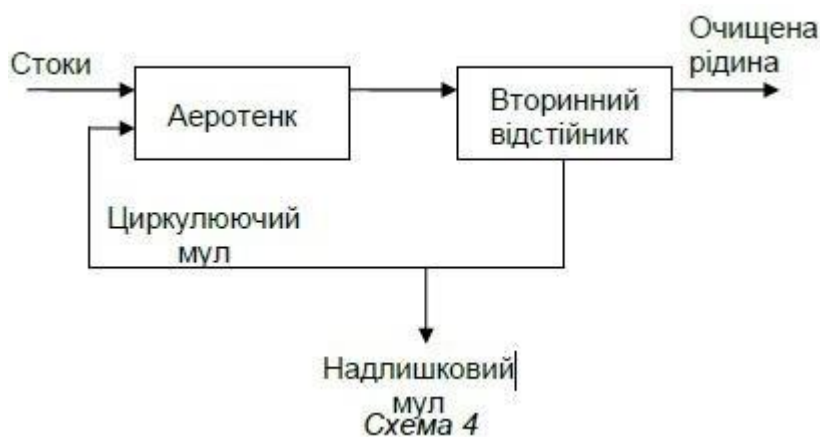 Стоки
Аеротенк
Вторинний
відстійник
Очищена
рідина
Циркулюючий
мул
Надлишковий
мул
Схема 4